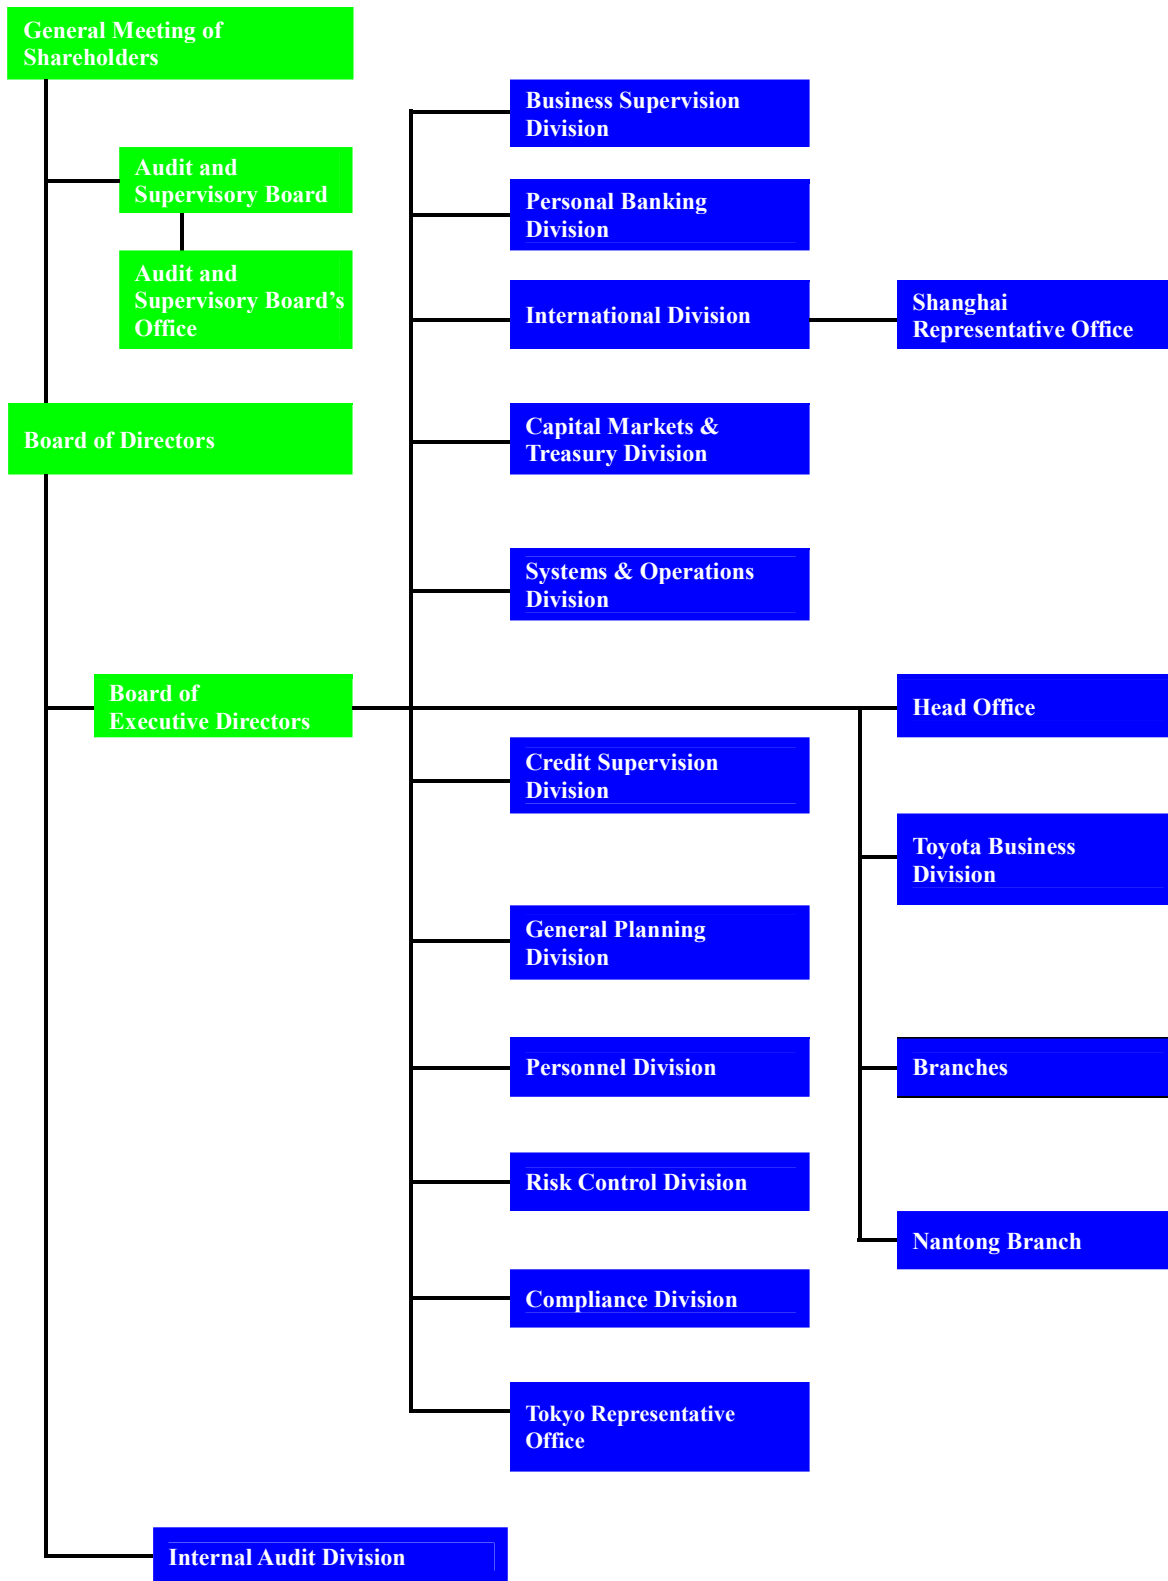 General Meeting of
Shareholders
Business Supervision
Division
Audit and
Supervisory Board
Personal Banking
Division
Audit and
Supervisory Board’s
Office
International Division
Shanghai
Representative Office
Board of Directors
Capital Markets &
Treasury Division
Systems & Operations
Division
Board of
Executive Directors
Head Office
Credit Supervision
Division
Toyota Business
Division
General Planning
Division
Personnel Division
Branches
Risk Control Division
Nantong Branch
Compliance Division
Tokyo Representative
Office
Internal Audit Division